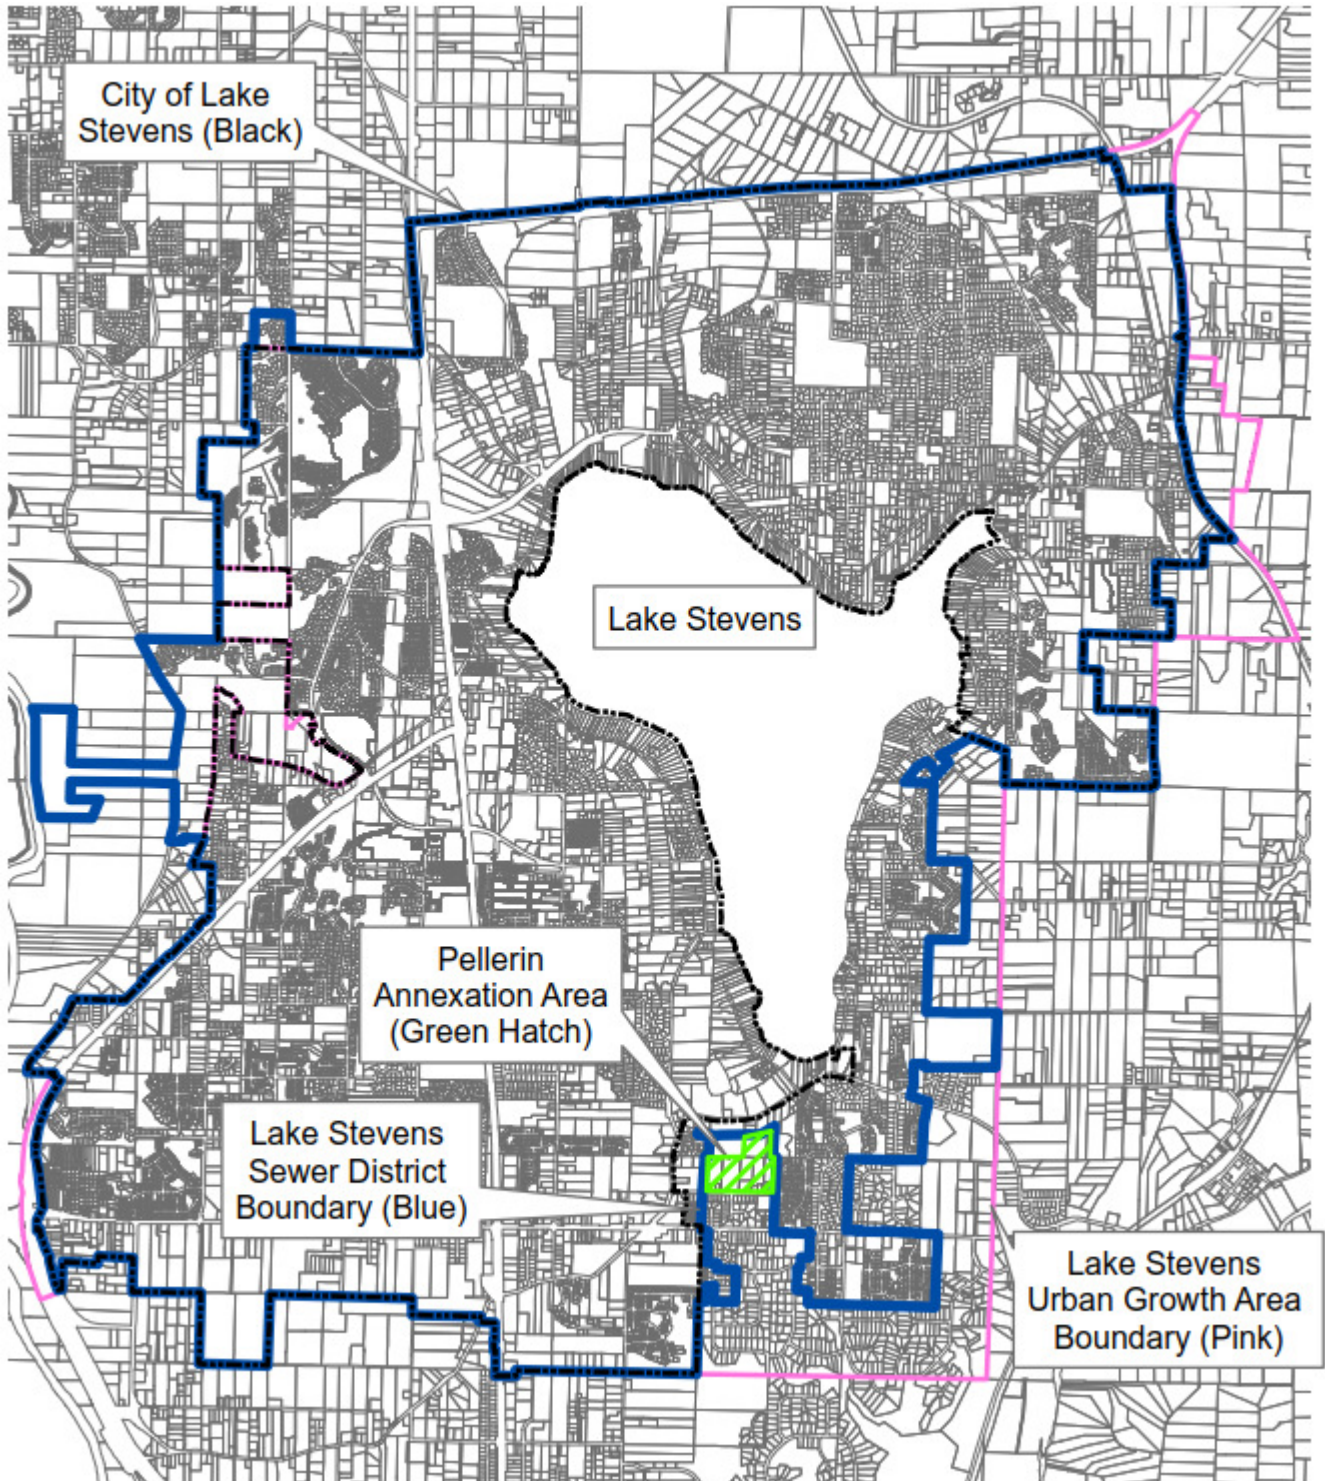 City of Lake
Stevens (Black)
Lake Stevens
Pellerin
Annexation Area
(Green Hatch)
Lake Stevens
Sewer District
Boundary (Blue)
Lake Stevens
Urban Growth Area
Boundary (Pink)